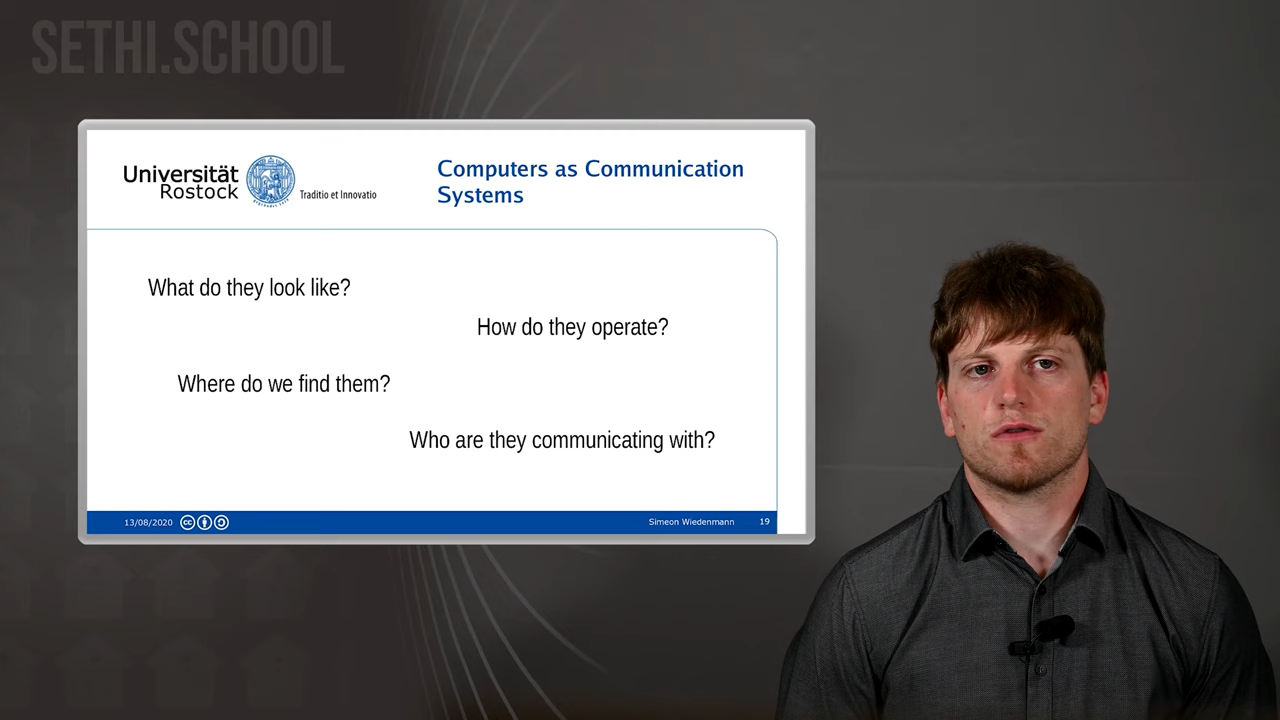 SETHI.SCHOOL
Universität
Rostock
Traditio et Innovatio
Computers as Communication
Systems
What do they look like?
How do they operate?
Where do we find them?
Who are they communicating with?
13/08/2020
cc
Simeon Wiedenmann
19